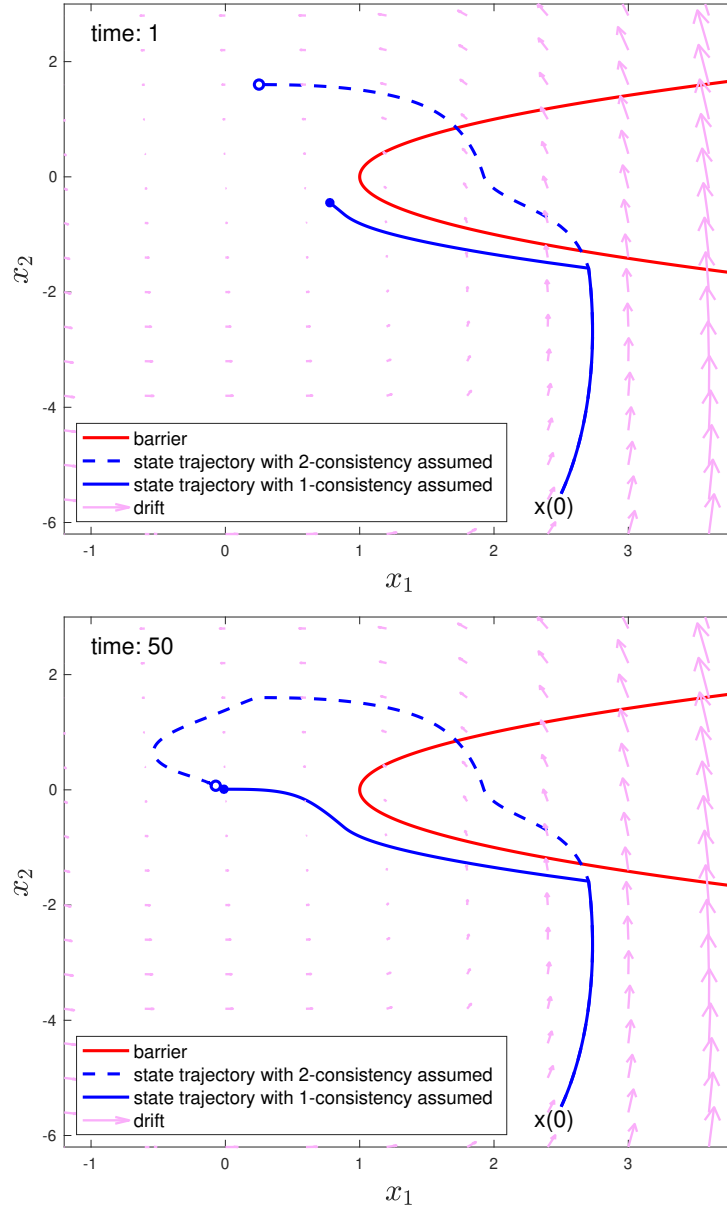 time: 1
2
0
-2
-4
-6
x₂
barrier
state trajectory with 2-consistency assumed
state trajectory with 1-consistency assumed
drift
x(0)
-1 0 1 2 3
x₁
time: 50
2
0
-2
-4
-6
x₂
barrier
state trajectory with 2-consistency assumed
state trajectory with 1-consistency assumed
drift
x(0)
-1 0 1 2 3
x₁